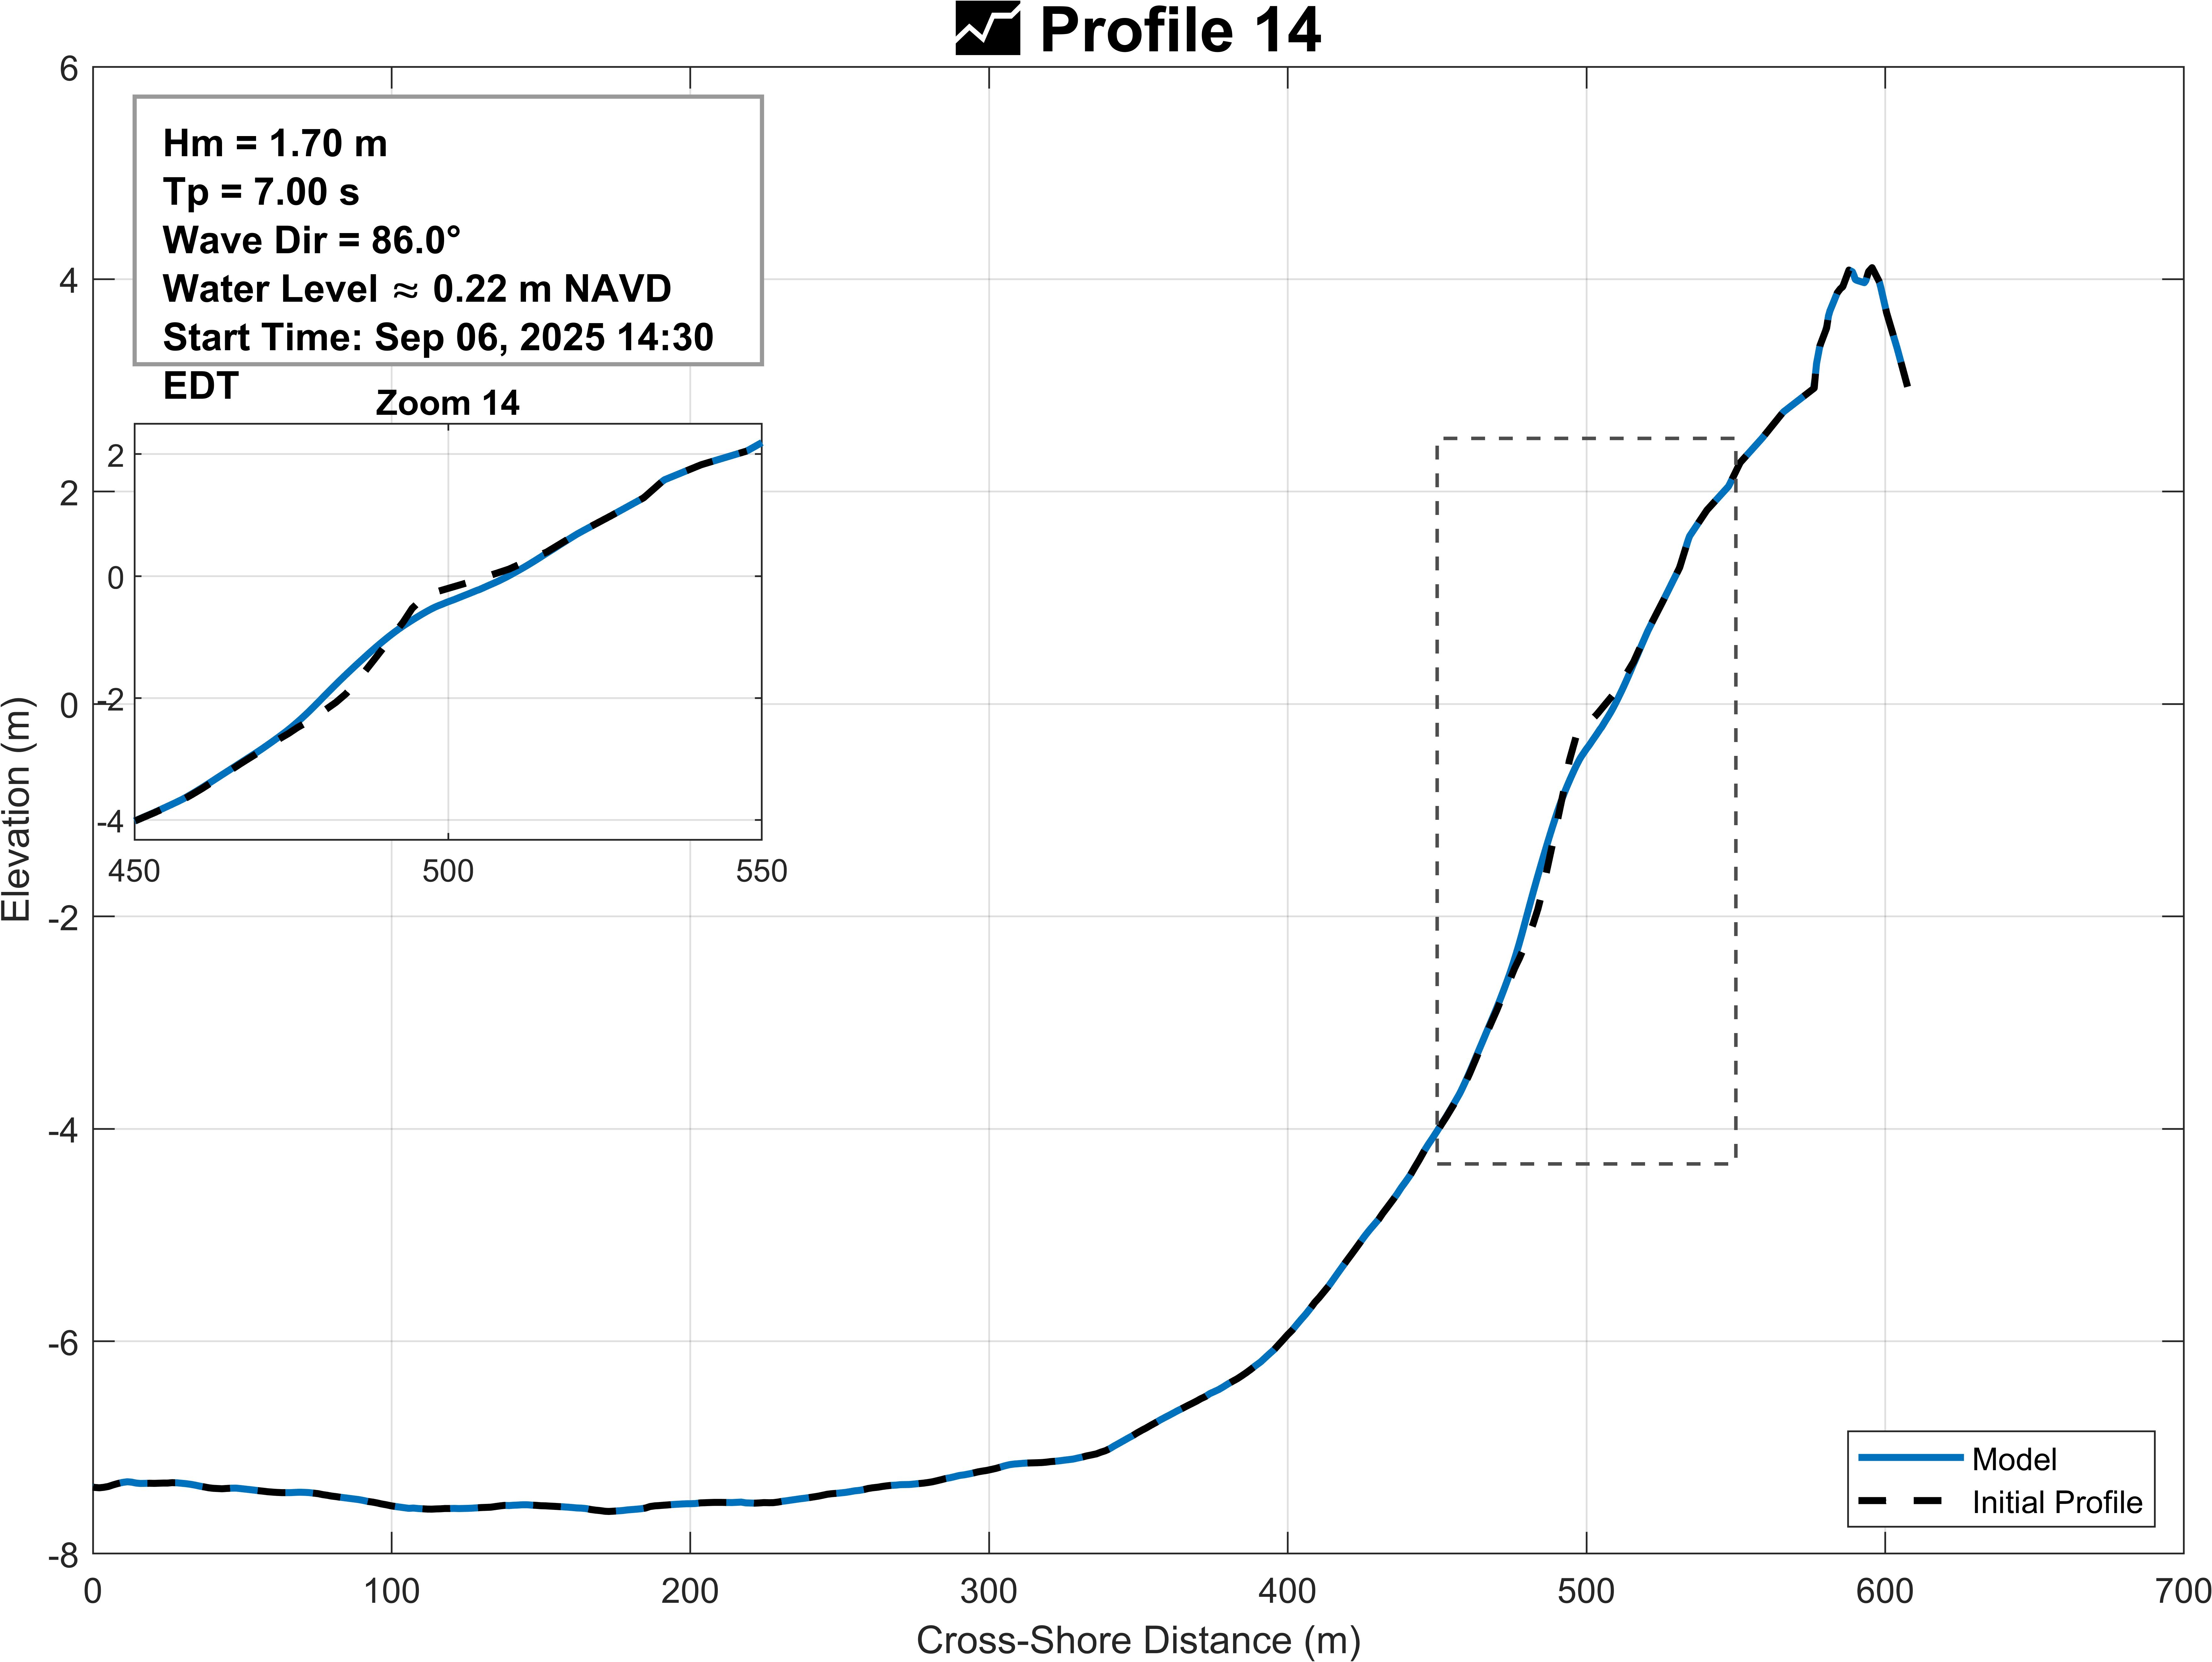 Profile 14
6
4
2
0
-2
-4
-6
-8
Elevation (m)
Hm = 1.70 m
Tp = 7.00 s
Wave Dir = 86.0°
Water Level ≈ 0.22 m NAVD
Start Time: Sep 06, 2025 14:30
EDT
Zoom 14
2
0
-2
-4
450 500 550
Model
Initial Profile
0 100 200 300 400 500 600 700
Cross-Shore Distance (m)